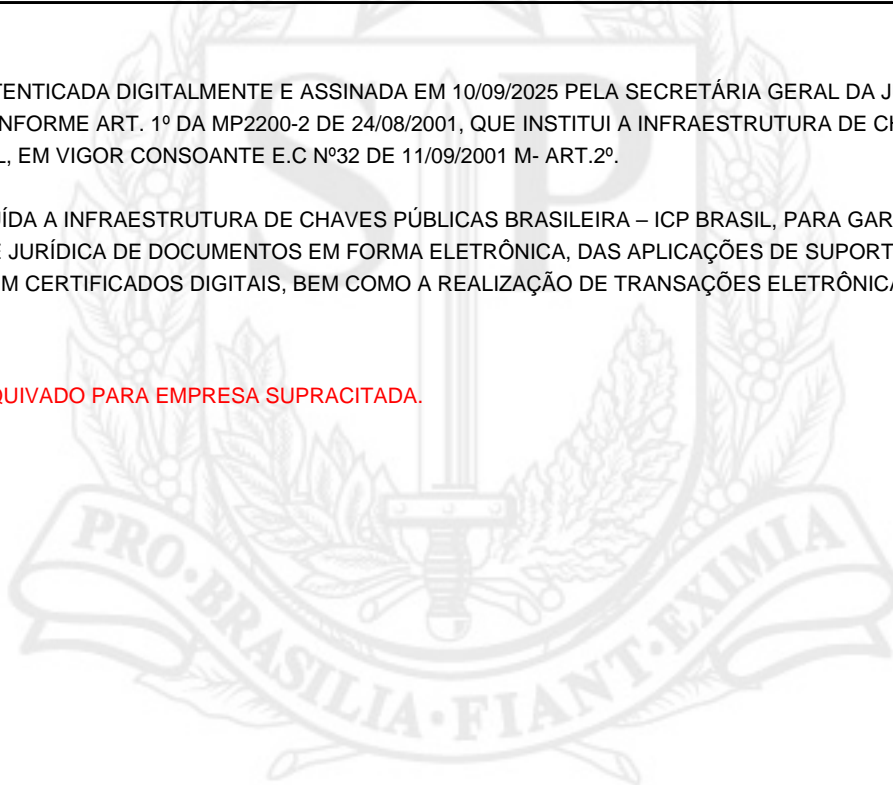 TENTICADA DIGITALMENTE E ASSINADA EM 10/09/2025 PELA SECRETÁRIA GERAL DA J
NFORME ART. 1º DA MP2200-2 DE 24/08/2001, QUE INSTITUI A INFRAESTRUTURA DE CH
L, EM VIGOR CONSOANTE E.C Nº32 DE 11/09/2001 M- ART.2º.
ÍDA A INFRAESTRUTURA DE CHAVES PÚBLICAS BRASILEIRA – ICP BRASIL, PARA GAR
E JURÍDICA DE DOCUMENTOS EM FORMA ELETRÔNICA, DAS APLICAÇÕES DE SUPORT
M CERTIFICADOS DIGITAIS, BEM COMO A REALIZAÇÃO DE TRANSAÇÕES ELETRÔNICA
QUIVADO PARA EMPRESA SUPRACITADA.
SP
PRO·BRASILIA·FIANT·EXIMIA